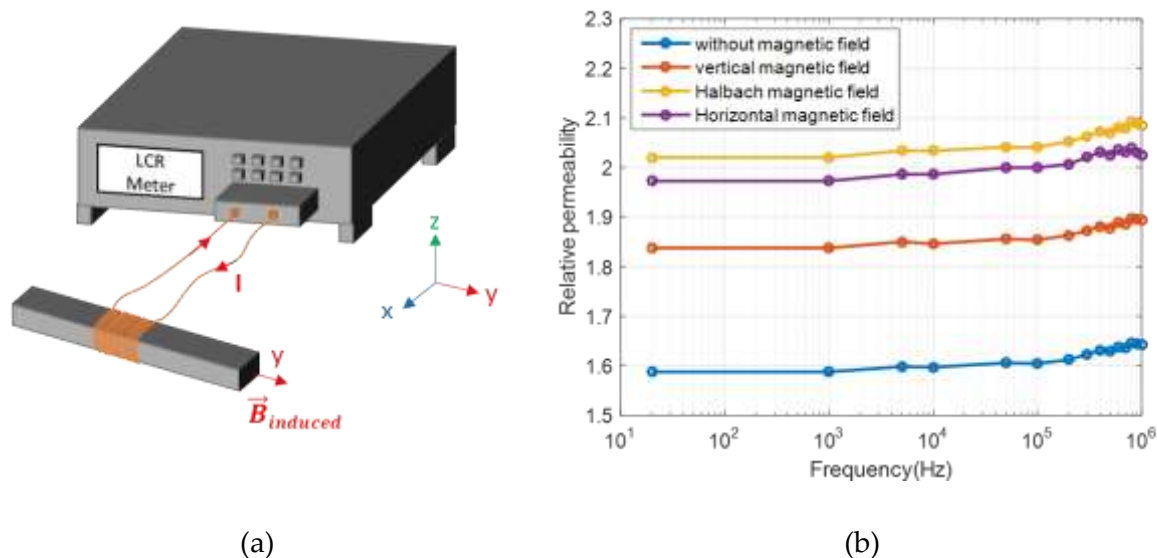 LCR
Meter
I
z
y
x
y
B⃗induced
(a)
2.3
2.2
2.1
2
1.9
1.8
1.7
1.6
1.5
Relative permeability
without magnetic field
vertical magnetic field
Halbach magnetic field
Horizontal magnetic field
10¹ 10² 10³ 10⁴ 10⁵ 10⁶
Frequency(Hz)
(b)